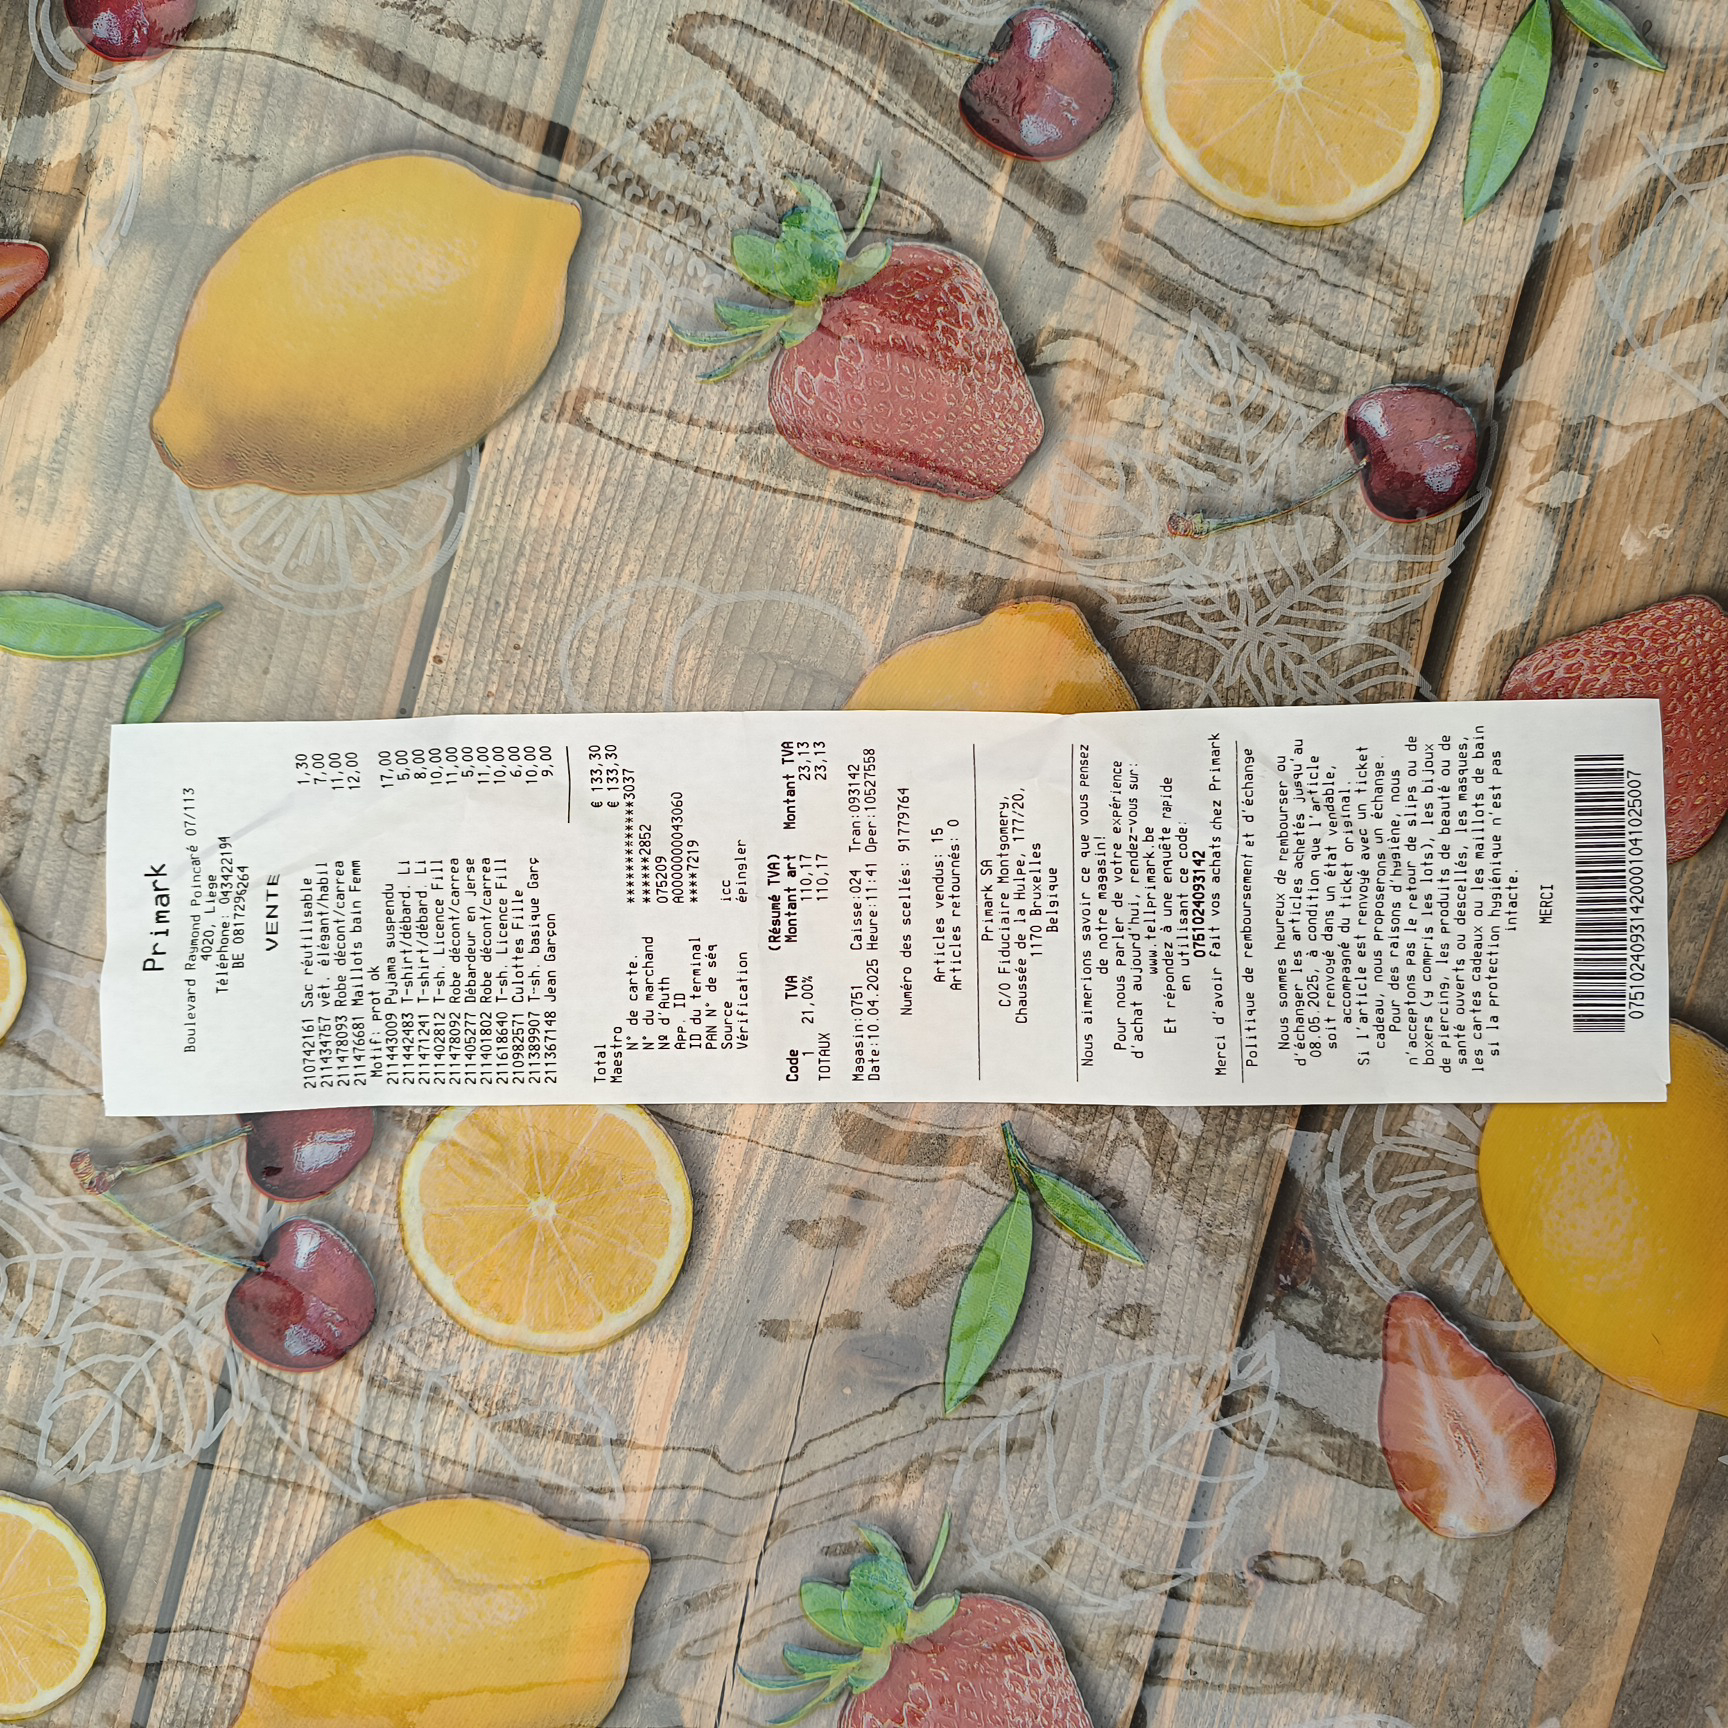 Primark
Boulevard Raymond Poincaré 07/113
4020, Liege
Téléphone: 043422194
BE 0817296264
VENTE
210742161 Sac réutilisable 1,30
211434757 vêt. élégant/habil 7,00
211478093 Robe décont/carrea 11,00
211476681 Maillots bain Femm 12,00
Motif: pnot ok
211443009 Pyjama suspendu 17,00
211442483 T-shirt/débard. Li 5,00
211471241 T-shirt/débard. Li 8,00
211402812 T-sh. Licence Fill 10,00
211478092 Robe décont/carrea 11,00
211405277 Débardeur en Jerse 5,00
211401802 Robe décont/carrea 11,00
211618640 T-sh. Licence Fill 10,00
210982571 Culottes Fille 6,00
211389907 T-sh. basique Garç 10,00
211367148 Jean Garçon 9,00
Total € 133,30
Maestro € 133,30
N° de carte. ************3037
N° du marchand *****2852
Nº d'Auth 075209
App. ID A0000000043060
ID du terminal ***7219
PAN N° de séq
Source icc
Vérification épingler
(Résumé TVA)
Code TVA Montant art Montant TVA
1 21,00% 110,17 23,13
TOTAUX 110,17 23,13
Magasin:0751 Caisse:024 Tran:093142
Date:10.04.2025 Heure:11:41 Oper:10527558
Numéro des scellés: 91779764
Articles vendus: 15
Articles retournés: 0
Primark SA
C/O Fiduciaire Montgomery,
Chaussée de la Hulpe, 177/20,
1170 Bruxelles
Belgique
Nous aimerions savoir ce que vous pensez
de notre magasin!
Pour nous parler de votre expérience
d'achat aujourd'hui, rendez-vous sur:
www.tellprimark.be
Et répondez à une enquête rapide
en utilisant ce code:
0751024093142
Merci d'avoir fait vos achats chez Primark
Politique de remboursement et d'échange
Nous sommes heureux de rembourser ou
d'échanger les articles achetés jusqu'au
08.05.2025, à condition que l'article
soit renvoyé dans un état vendable,
accompagné du ticket original.
Si l'article est renvoyé avec un ticket
cadeau, nous proposerons un échange.
Pour des raisons d'hygiène, nous
n'acceptons pas le retour de slips ou de
boxers (y compris les lots), les bijoux
de piercing, les produits de beauté ou de
santé ouverts ou descellés, les masques,
les cartes cadeaux ou les maillots de bain
si la protection hygiénique n'est pas
intacte.
MERCI
07510240931420001041025007